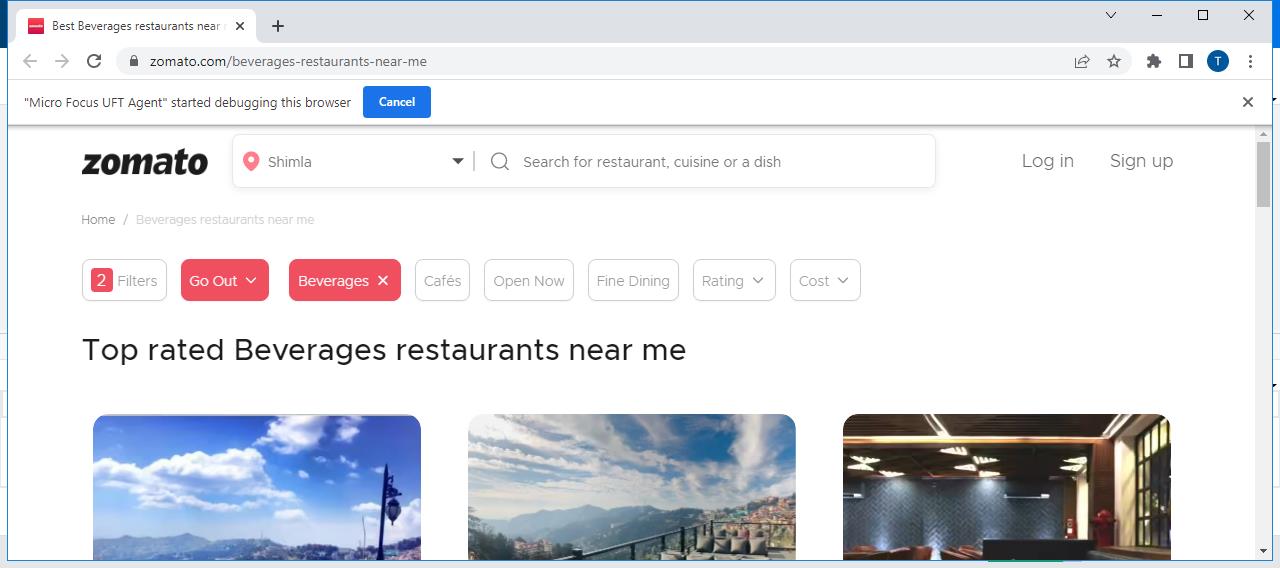 Best Beverages restaurants near
zomato.com/beverages-restaurants-near-me
T
"Micro Focus UFT Agent" started debugging this browser
Cancel
zomato
Shimla
Search for restaurant, cuisine or a dish
Log in
Sign up
Home / Beverages restaurants near me
2 Filters
Go Out
Beverages
Cafés
Open Now
Fine Dining
Rating
Cost
Top rated Beverages restaurants near me